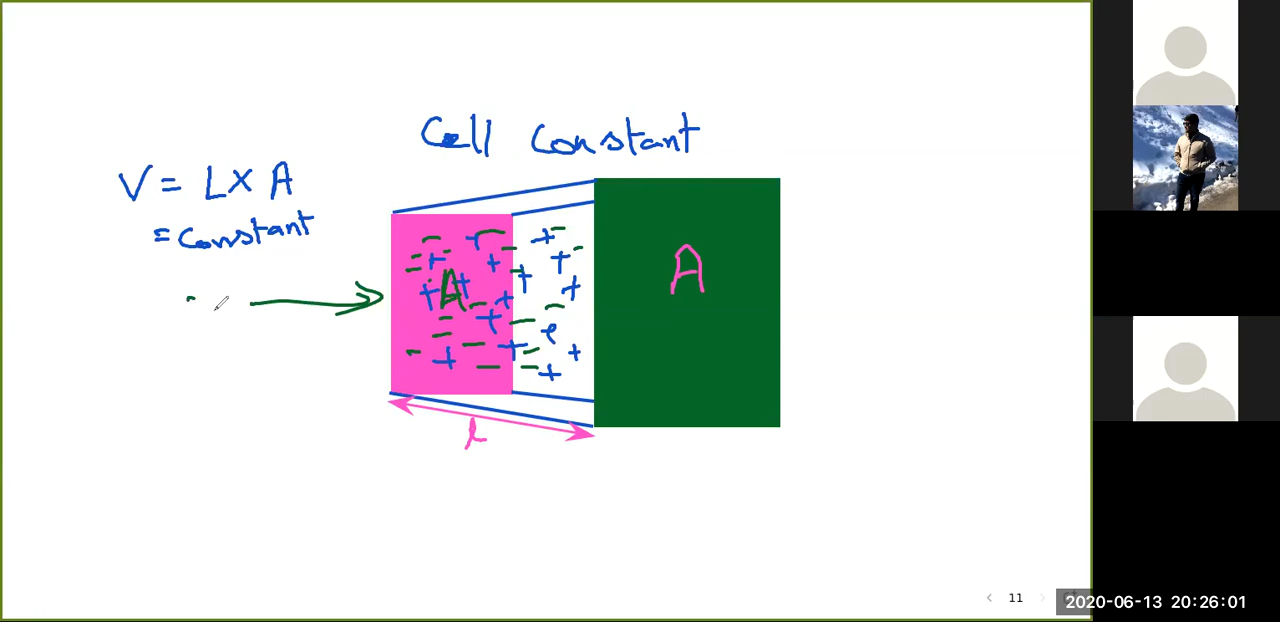 Cell constant
V = L X A
= Constant
A
A
l
11
2020-06-13 20:26:01